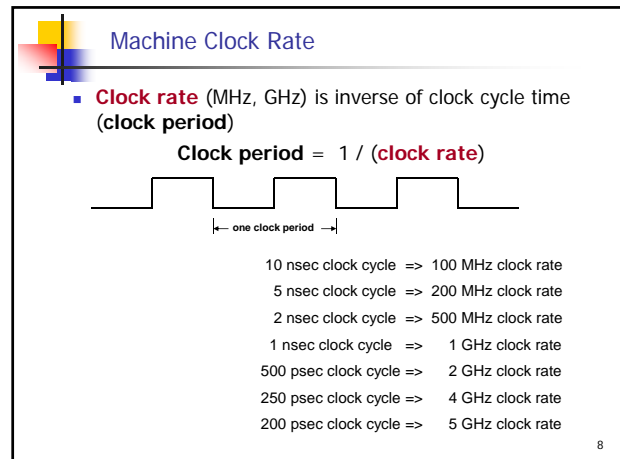 Machine Clock Rate
Clock rate (MHz, GHz) is inverse of clock cycle time
(clock period)
Clock period = 1 / (clock rate)
one clock period
10 nsec clock cycle => 100 MHz clock rate
5 nsec clock cycle => 200 MHz clock rate
2 nsec clock cycle => 500 MHz clock rate
1 nsec clock cycle => 1 GHz clock rate
500 psec clock cycle => 2 GHz clock rate
250 psec clock cycle => 4 GHz clock rate
200 psec clock cycle => 5 GHz clock rate
8